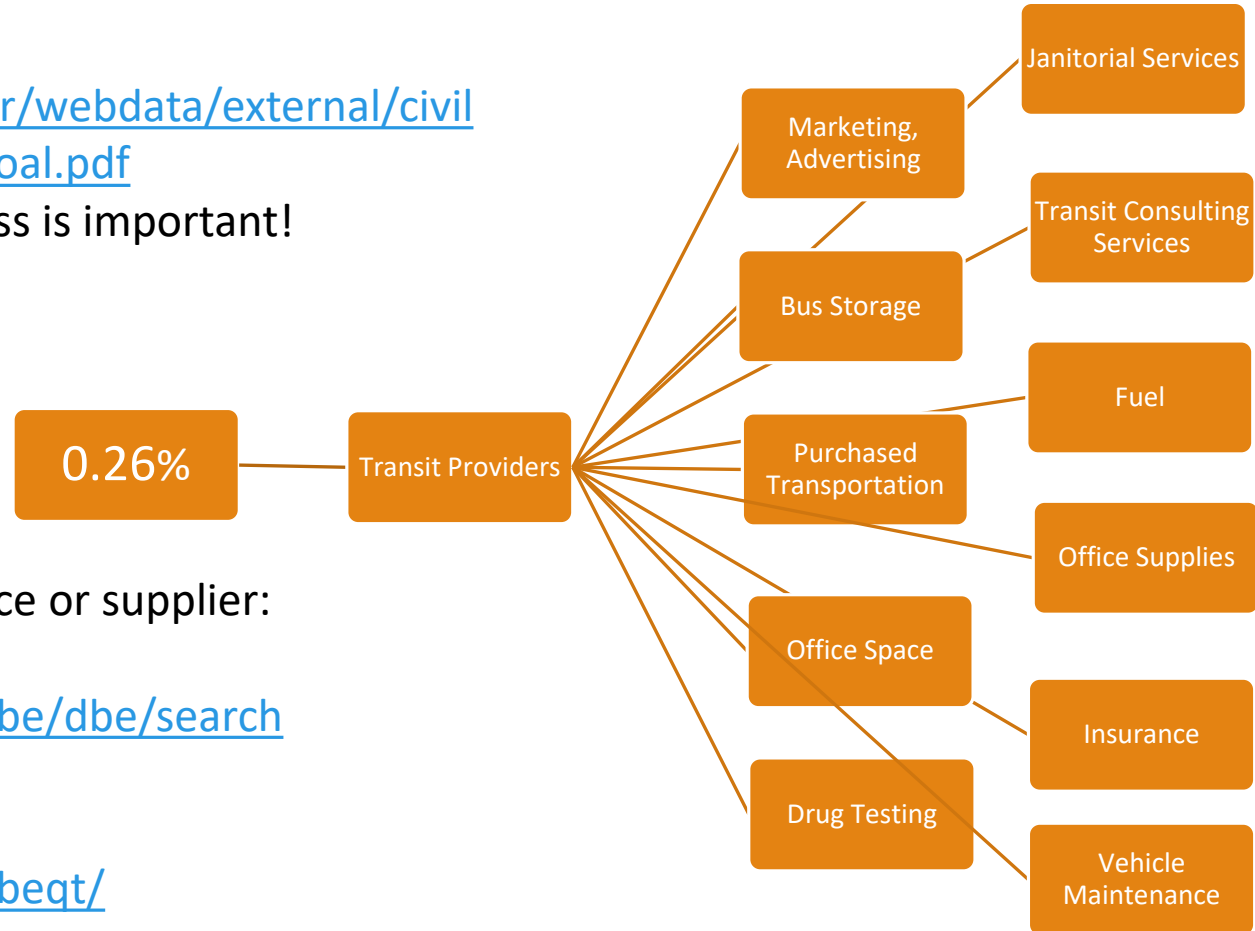 r/webdata/external/civil
oal.pdf
ss is important!
0.26%
Transit Providers
ce or supplier:
be/dbe/search
beqt/
Marketing,
Advertising
Bus Storage
Purchased
Transportation
Office Space
Drug Testing
Janitorial Services
Transit Consulting
Services
Fuel
Office Supplies
Insurance
Vehicle
Maintenance